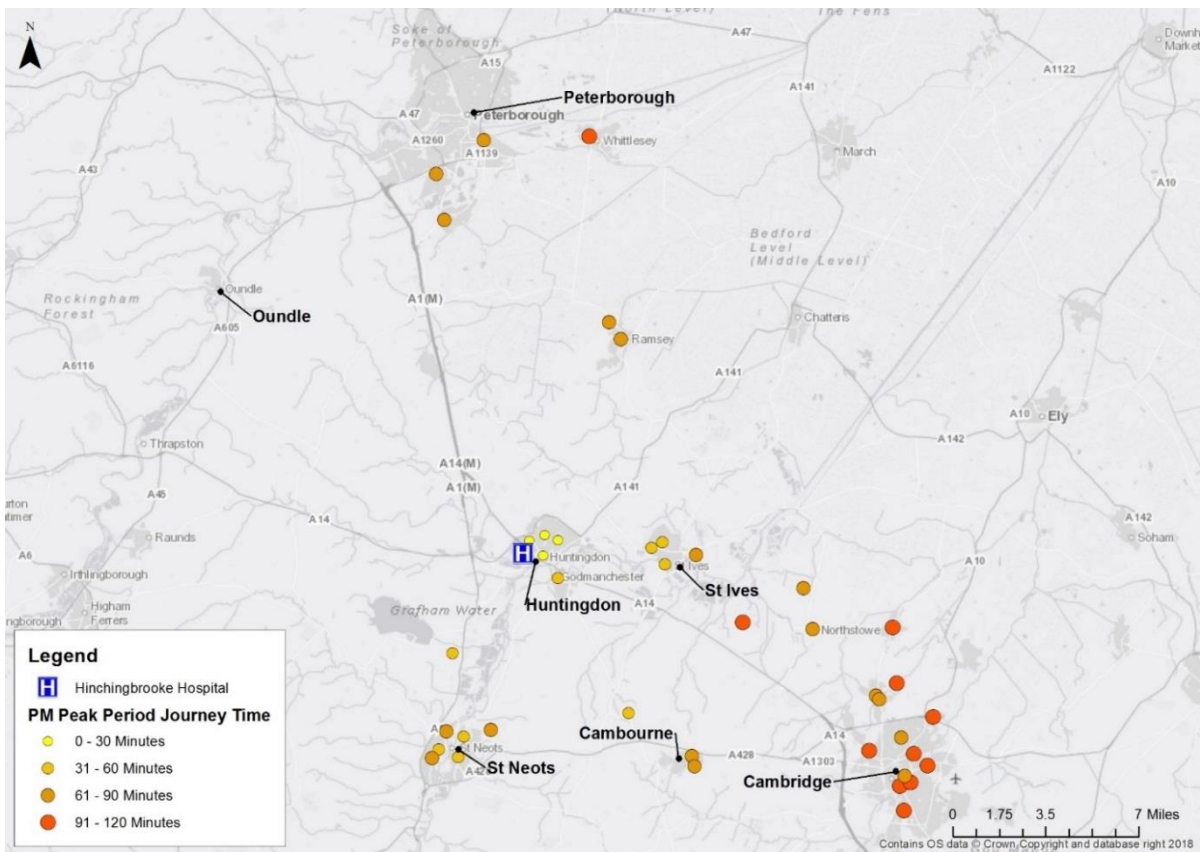 N
(North Level)
The Fens
Soke of
Peterborough
A47
A15
Downh
Market
A1122
A141
Peterborough
A47
Peterborough
A1260
A1139
Whittlesey
March
A43
A10
Bedford
Level
(Middle Level)
Oundle
Rockingham
Forest
A1(M)
Oundle
Chatteris
A605
Ramsey
A6116
A141
Ely
A10
A142
Thrapston
A14(M)
A1(M)
A141
A45
A14
A142
Soham
Raunds
A6
H
Huntingdon
A10
Irthlingborough
Godmanchester
Ives
St Ives
Higham
Ferrers
Grafham Water
Huntingdon
A14
Northstowe
Legend
H Hinchingbrooke Hospital
PM Peak Period Journey Time
0 - 30 Minutes
31 - 60 Minutes
61 - 90 Minutes
91 - 120 Minutes
St Neots
St Neots
Cambourne
A428
A14
A1303
Cambridge
0 1.75 3.5 7 Miles
Contains OS data © Crown Copyright and database right 2018